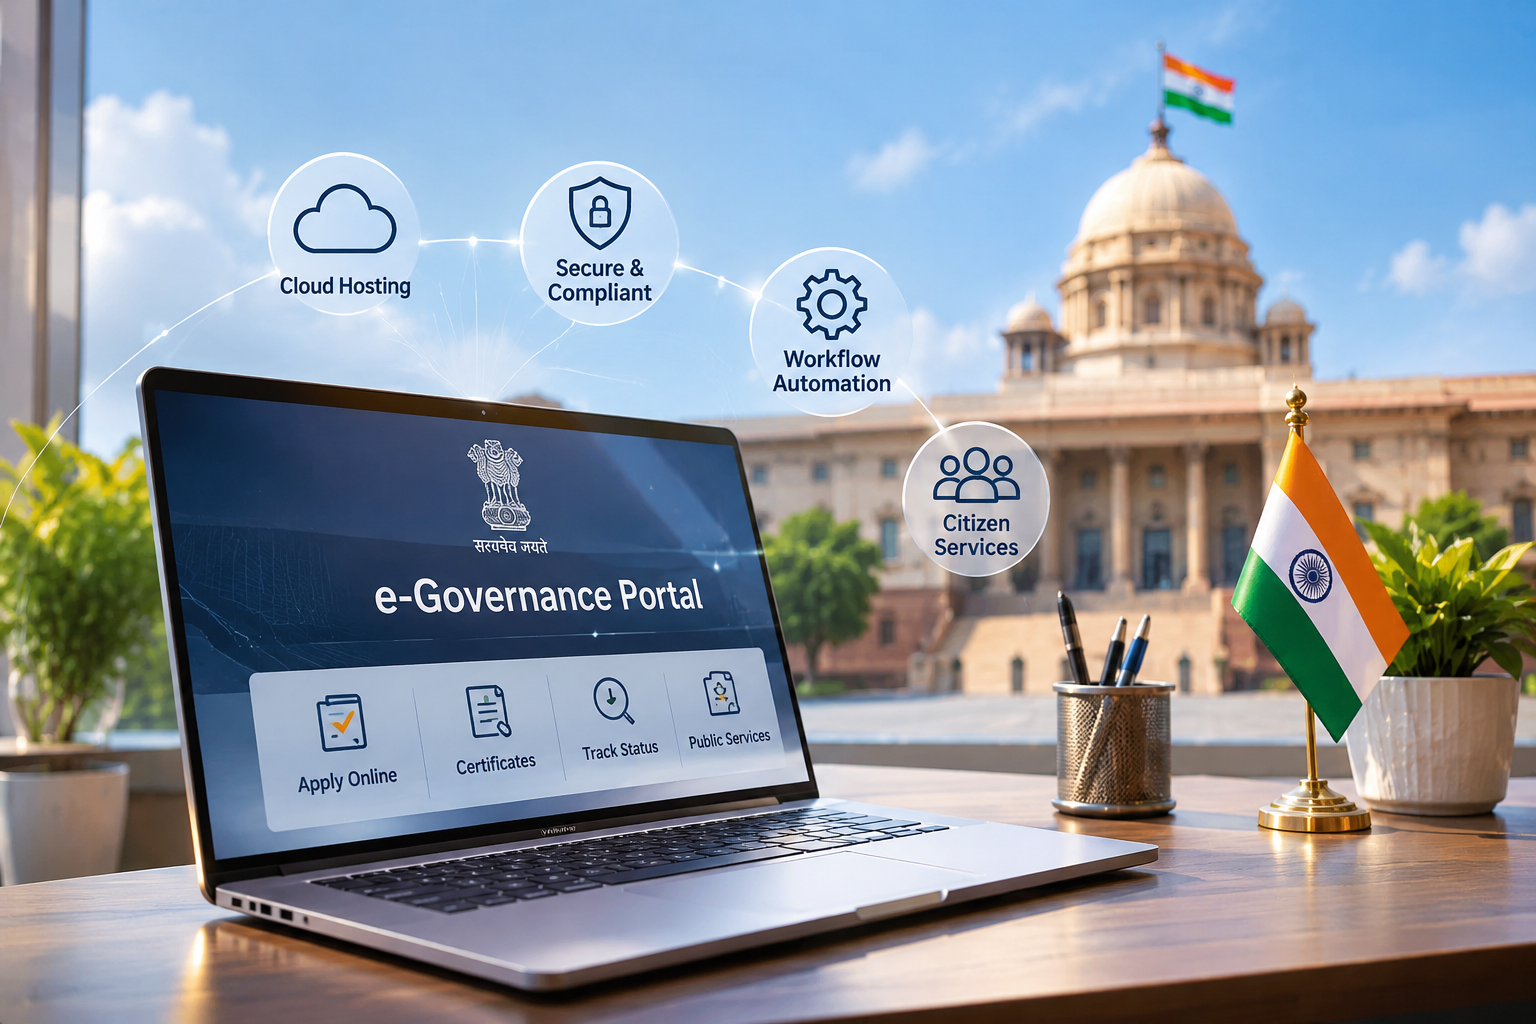 Cloud Hosting
Secure &
Compliant
Workflow
Automation
Citizen
Services
सत्यमेव जयते
e-Governance Portal
Apply Online
Certificates
Track Status
Public Services